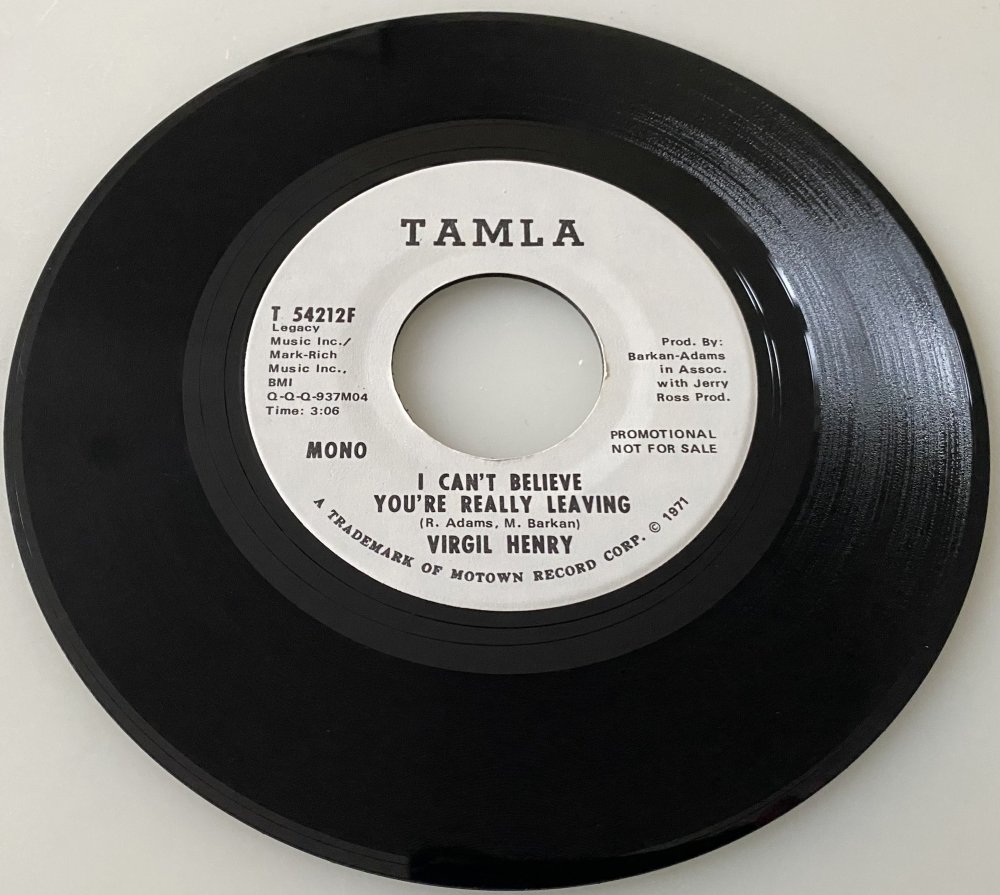 TAMLA
T 54212F
Legacy
Music Inc./
Mark-Rich
Music Inc.,
BMI
Q-Q-Q-937M04
Time: 3:06
MONO
Prod. By:
Barkan-Adams
in Assoc.
with Jerry
Ross Prod.
PROMOTIONAL
NOT FOR SALE
I CAN'T BELIEVE
YOU'RE REALLY LEAVING
(R. Adams, M. Barkan)
VIRGIL HENRY
A TRADEMARK OF MOTOWN RECORD CORP. © 1971